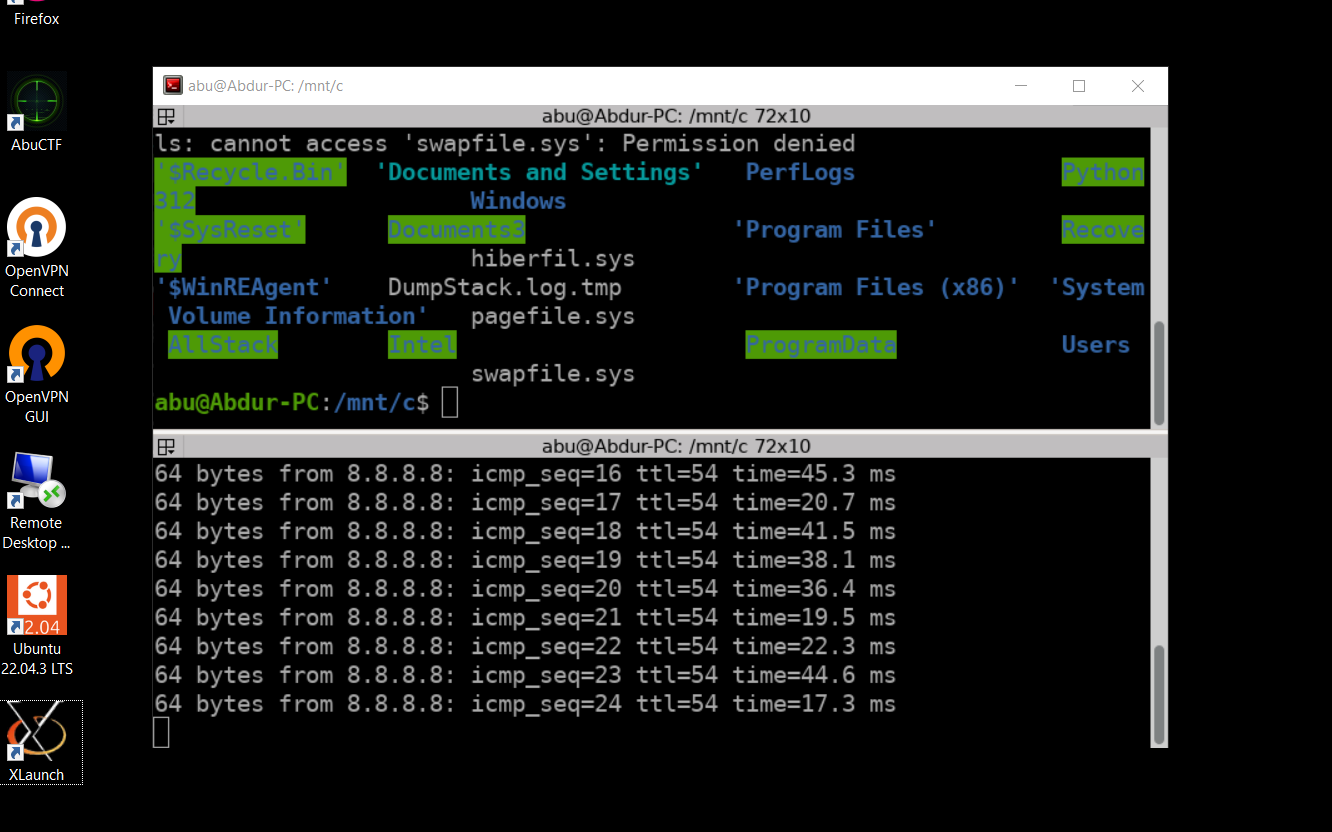 Firefox
AbuCTF
OpenVPN
Connect
OpenVPN
GUI
Remote
Desktop ...
2.04
Ubuntu
22.04.3 LTS
XLaunch
abu@Abdur-PC: /mnt/c
abu@Abdur-PC: /mnt/c 72x10
ls: cannot access 'swapfile.sys': Permission denied
'$Recycle.Bin' 'Documents and Settings' PerfLogs Python
312 Windows
'$SysReset' Documents3 'Program Files' Recove
ry hiberfil.sys
'$WinREAgent' DumpStack.log.tmp 'Program Files (x86)' 'System
Volume Information' pagefile.sys
AllStack Intel ProgramData Users
swapfile.sys
abu@Abdur-PC:/mnt/c$
abu@Abdur-PC: /mnt/c 72x10
64 bytes from 8.8.8.8: icmp_seq=16 ttl=54 time=45.3 ms
64 bytes from 8.8.8.8: icmp_seq=17 ttl=54 time=20.7 ms
64 bytes from 8.8.8.8: icmp_seq=18 ttl=54 time=41.5 ms
64 bytes from 8.8.8.8: icmp_seq=19 ttl=54 time=38.1 ms
64 bytes from 8.8.8.8: icmp_seq=20 ttl=54 time=36.4 ms
64 bytes from 8.8.8.8: icmp_seq=21 ttl=54 time=19.5 ms
64 bytes from 8.8.8.8: icmp_seq=22 ttl=54 time=22.3 ms
64 bytes from 8.8.8.8: icmp_seq=23 ttl=54 time=44.6 ms
64 bytes from 8.8.8.8: icmp_seq=24 ttl=54 time=17.3 ms